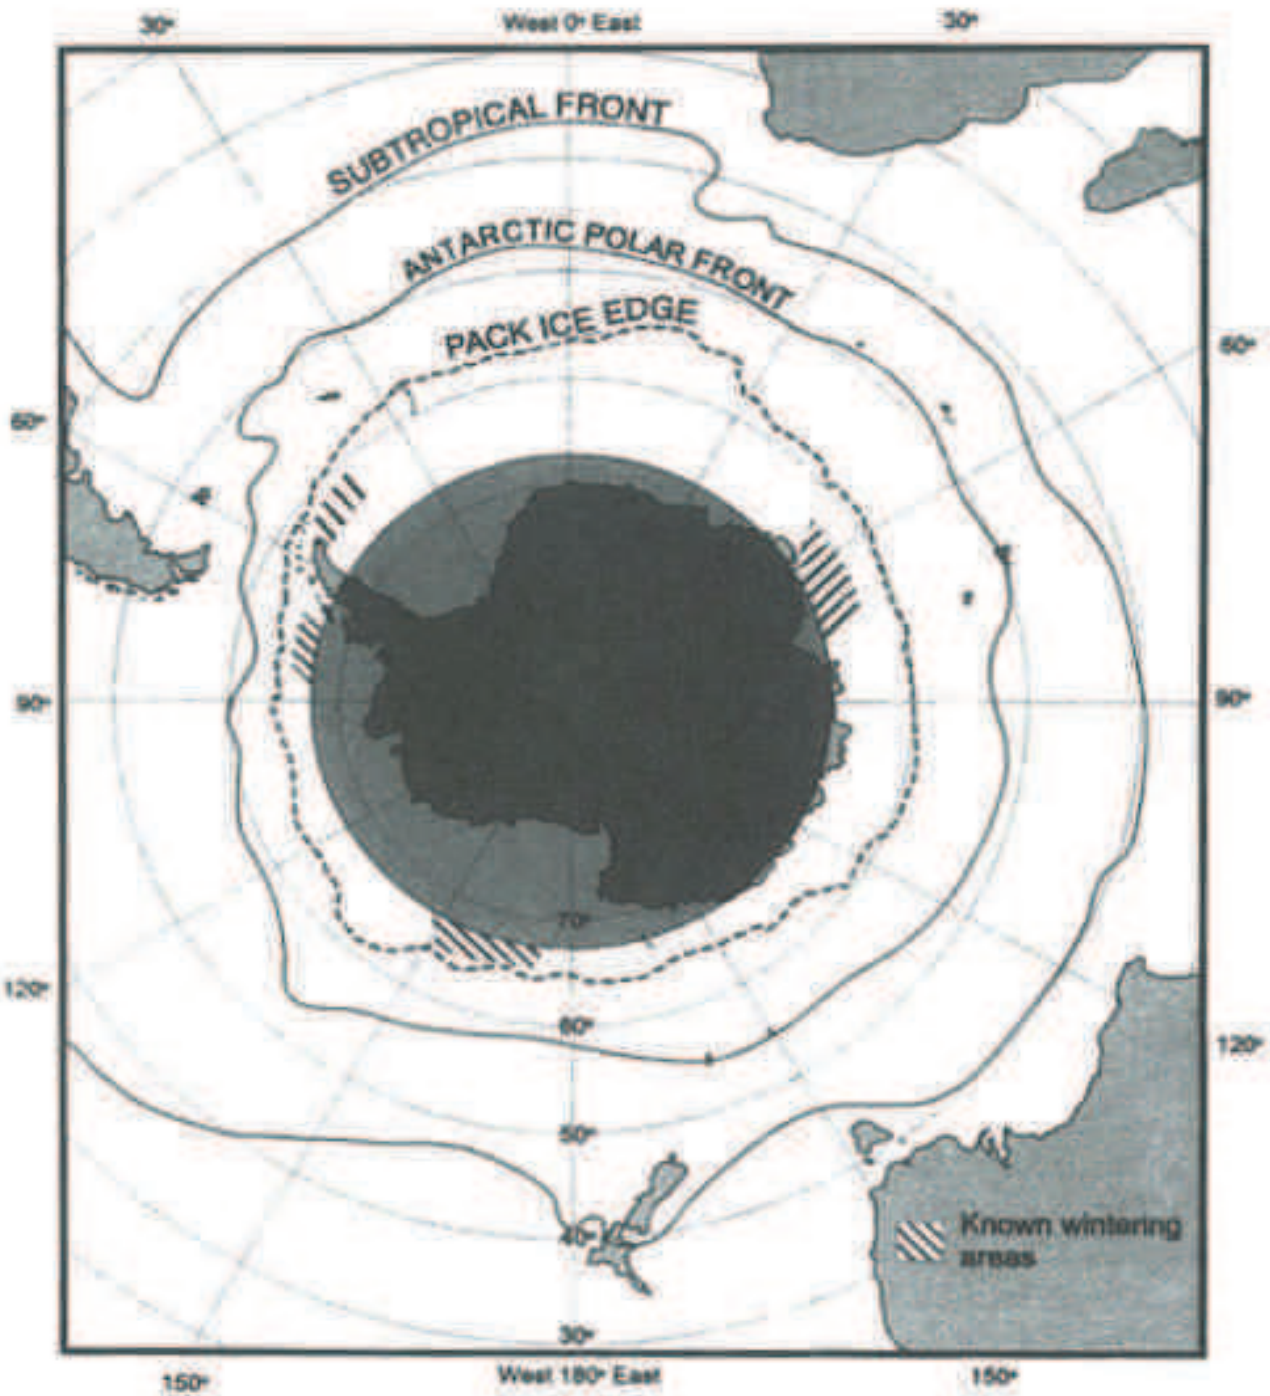 30°
West 0° East
30°
SUBTROPICAL FRONT
ANTARCTIC POLAR FRONT
PACK ICE EDGE
60°
60°
90°
90°
70°
120°
60°
120°
50°
40°
Known wintering
areas
30°
150°
West 180° East
150°